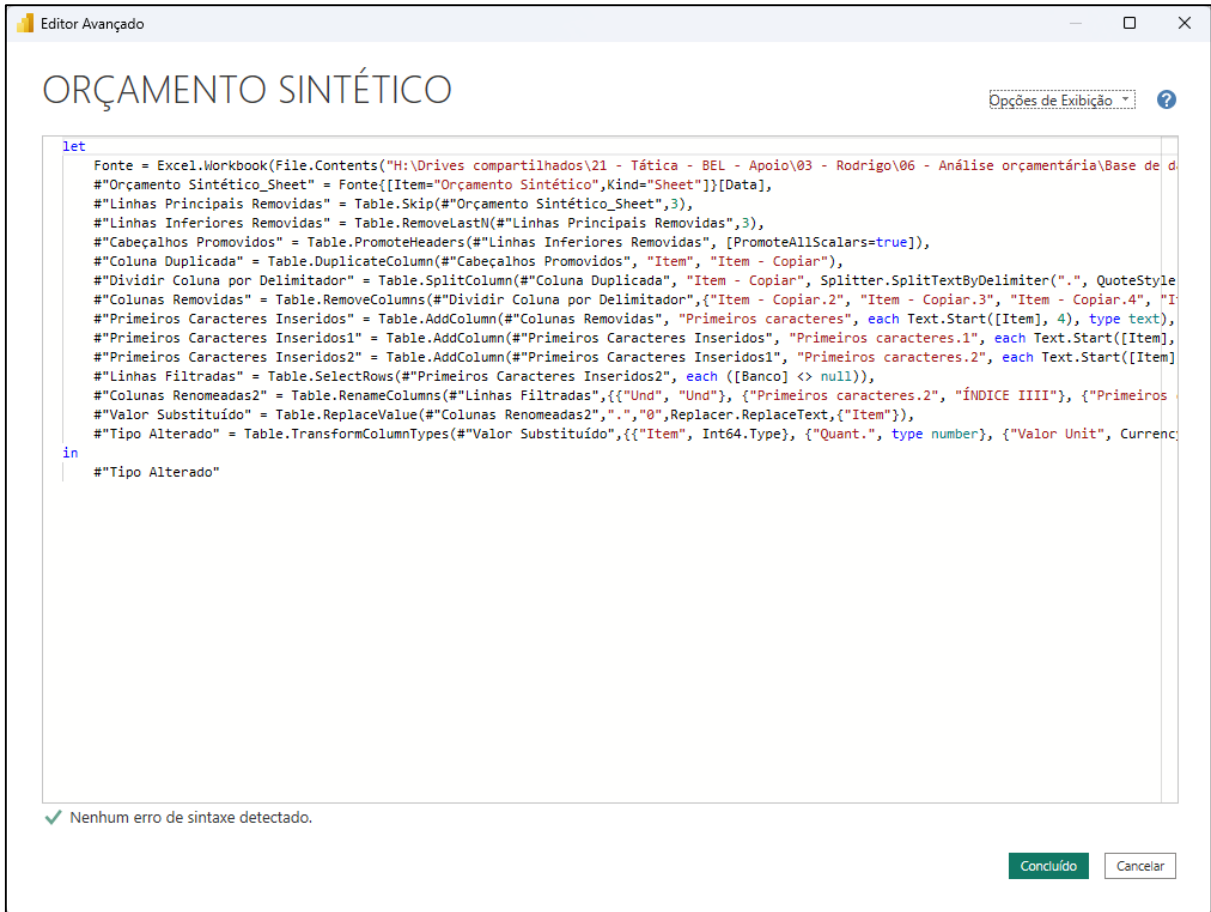 Editor Avançado
ORÇAMENTO SINTÉTICO
Opções de Exibição
?
let
Fonte = Excel.Workbook(File.Contents("H:\Drives compartilhados\21 - Tática - BEL - Apoio\03 - Rodrigo\06 - Análise orçamentária\Base de d
#"Orçamento Sintético_Sheet" = Fonte{[Item="Orçamento Sintético",Kind="Sheet"]}[Data],
#"Linhas Principais Removidas" = Table.Skip(#"Orçamento Sintético_Sheet",3),
#"Linhas Inferiores Removidas" = Table.RemoveLastN(#"Linhas Principais Removidas",3),
#"Cabeçalhos Promovidos" = Table.PromoteHeaders(#"Linhas Inferiores Removidas", [PromoteAllScalars=true]),
#"Coluna Duplicada" = Table.DuplicateColumn(#"Cabeçalhos Promovidos", "Item", "Item - Copiar"),
#"Dividir Coluna por Delimitador" = Table.SplitColumn(#"Coluna Duplicada", "Item - Copiar", Splitter.SplitTextByDelimiter(".", QuoteStyle
#"Colunas Removidas" = Table.RemoveColumns(#"Dividir Coluna por Delimitador",{"Item - Copiar.2", "Item - Copiar.3", "Item - Copiar.4", "I
#"Primeiros Caracteres Inseridos" = Table.AddColumn(#"Colunas Removidas", "Primeiros caracteres", each Text.Start([Item], 4), type text),
#"Primeiros Caracteres Inseridos1" = Table.AddColumn(#"Primeiros Caracteres Inseridos", "Primeiros caracteres.1", each Text.Start([Item],
#"Primeiros Caracteres Inseridos2" = Table.AddColumn(#"Primeiros Caracteres Inseridos1", "Primeiros caracteres.2", each Text.Start([Item]
#"Linhas Filtradas" = Table.SelectRows(#"Primeiros Caracteres Inseridos2", each ([Banco] <> null)),
#"Colunas Renomeadas2" = Table.RenameColumns(#"Linhas Filtradas",{{"Und", "Und"}, {"Primeiros caracteres.2", "ÍNDICE IIII"}, {"Primeiros
#"Valor Substituído" = Table.ReplaceValue(#"Colunas Renomeadas2",".","0",Replacer.ReplaceText,{"Item"}),
#"Tipo Alterado" = Table.TransformColumnTypes(#"Valor Substituído",{{"Item", Int64.Type}, {"Quant.", type number}, {"Valor Unit", Currenc
in
#"Tipo Alterado"
Nenhum erro de sintaxe detectado.
Concluído
Cancelar